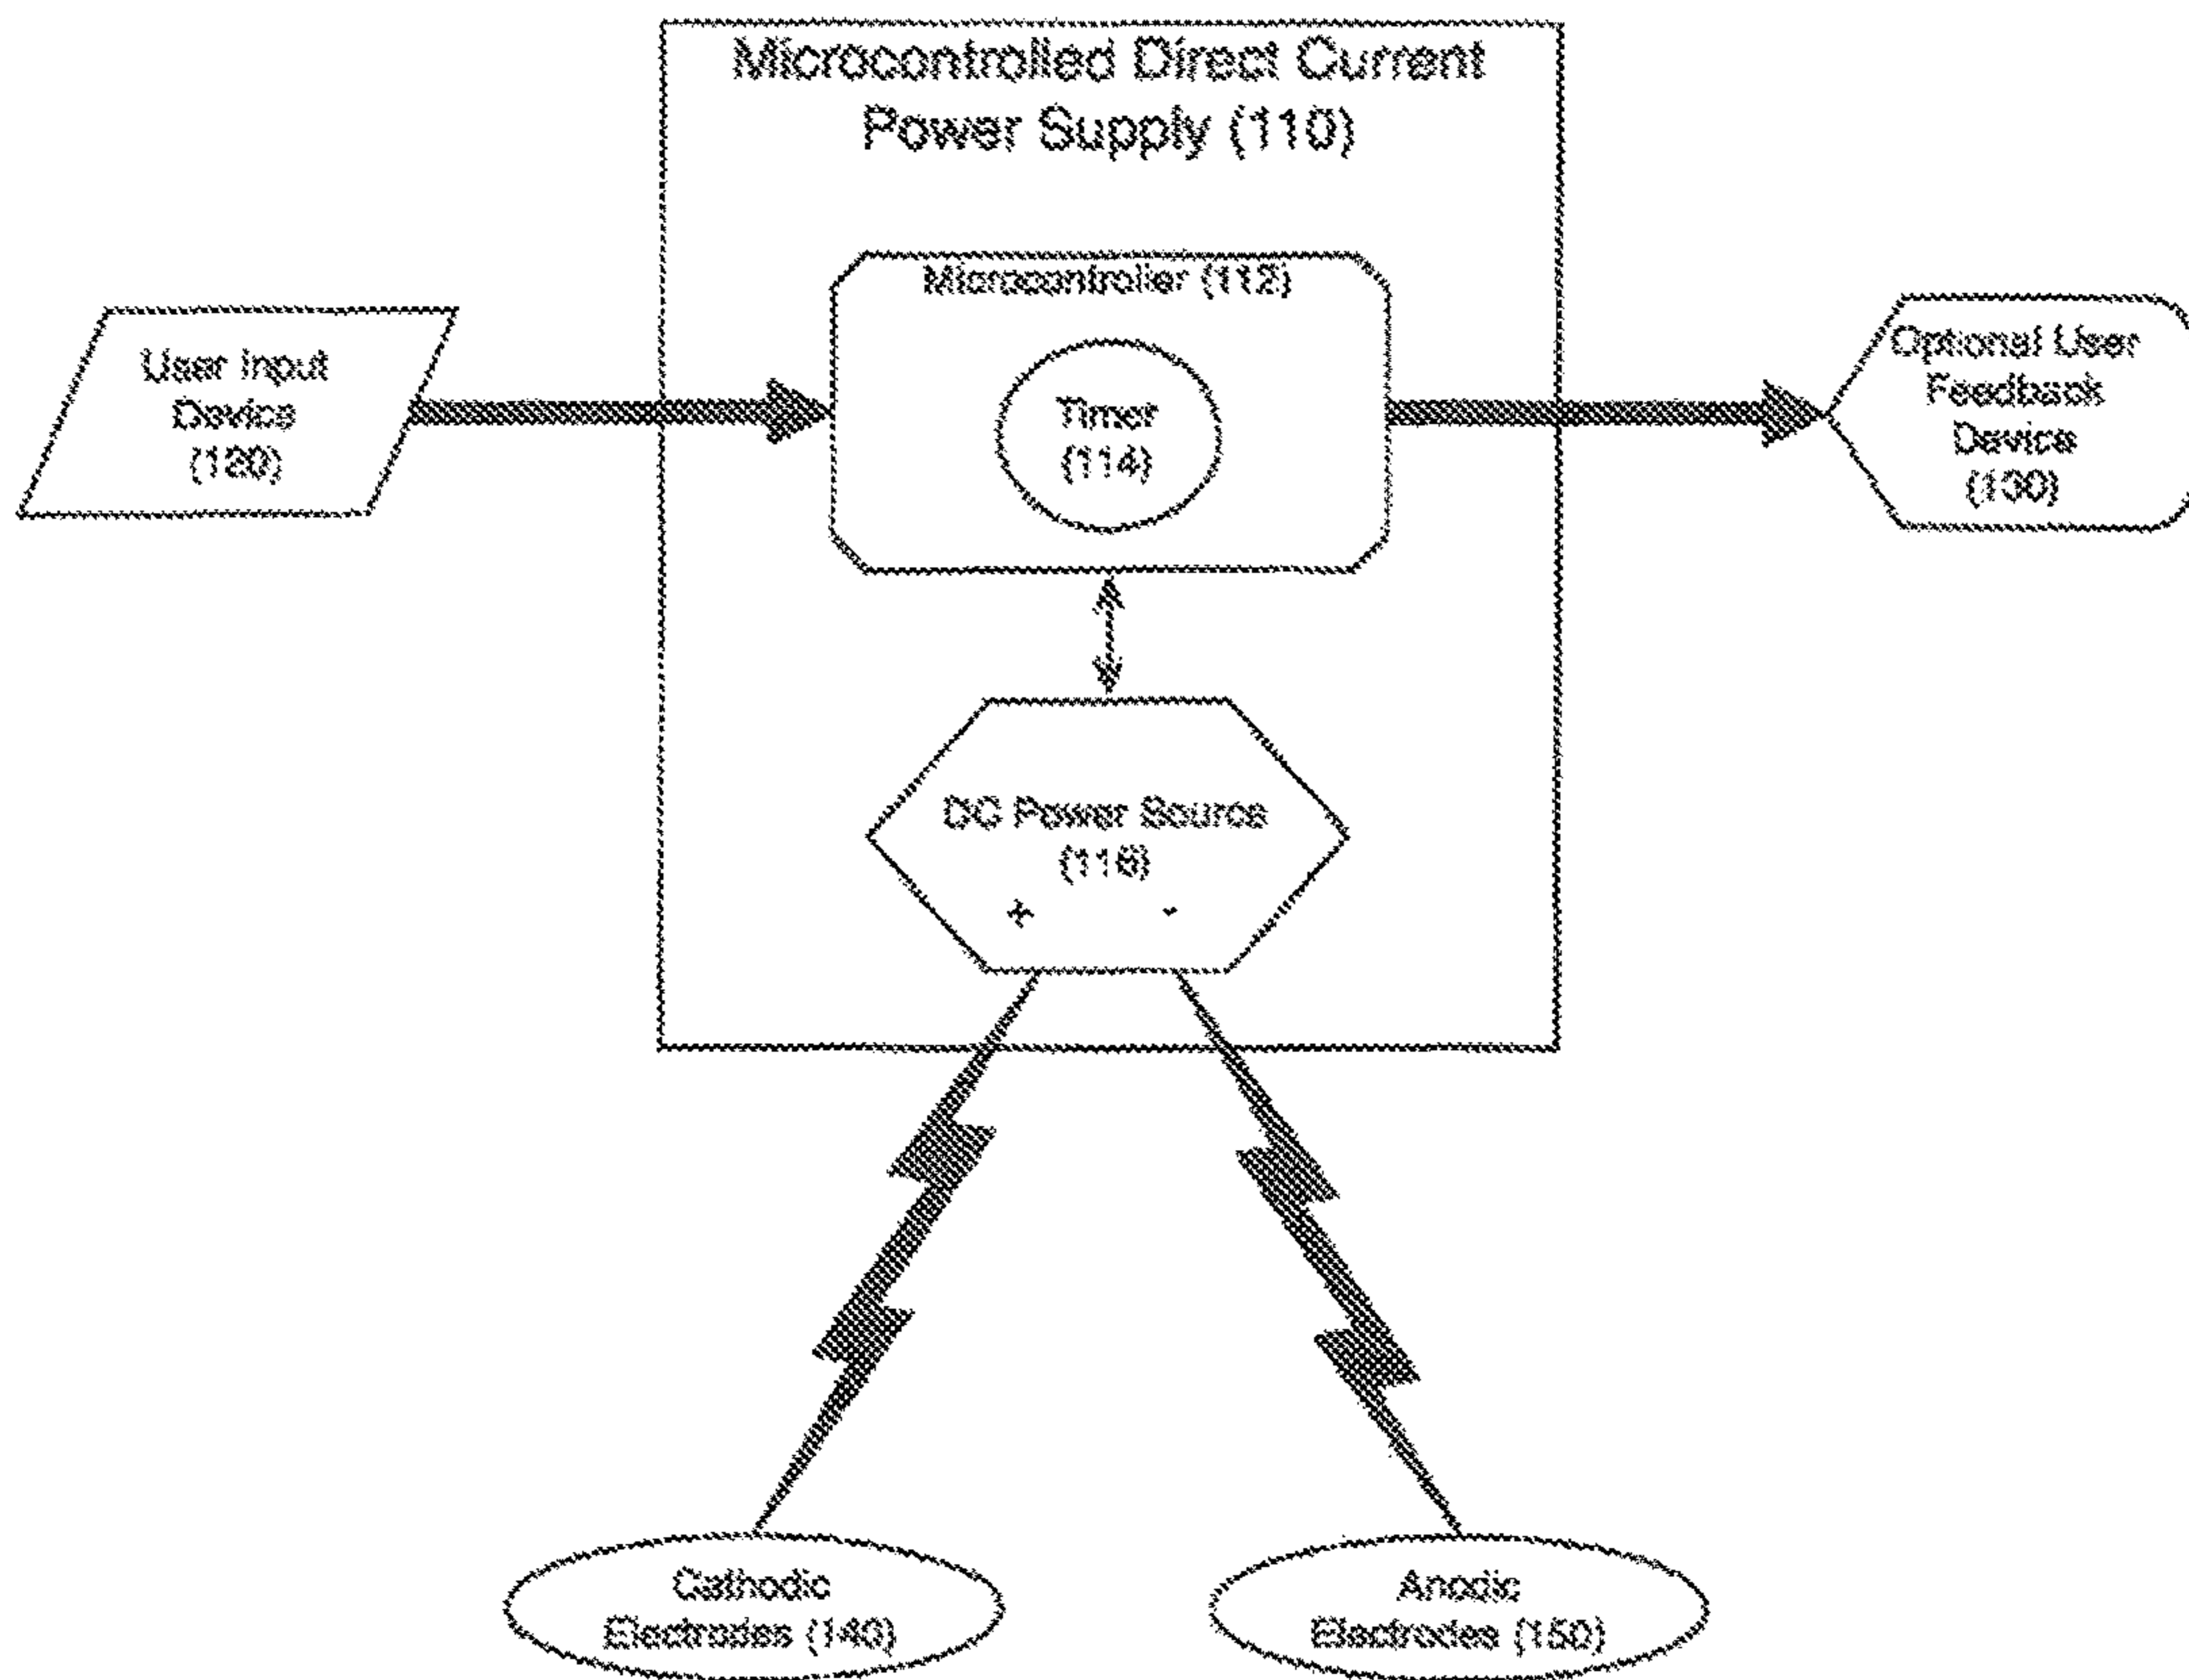 Microcontrolled Direct Current
Power Supply (110)
Microcontroller (112)
User Input
Device
(120)
Timer
(114)
Optional User
Feedback
Device
(130)
DC Power Source
(116)
+ -
Cathodic
Electrodes (140)
Anodic
Electrodes (150)